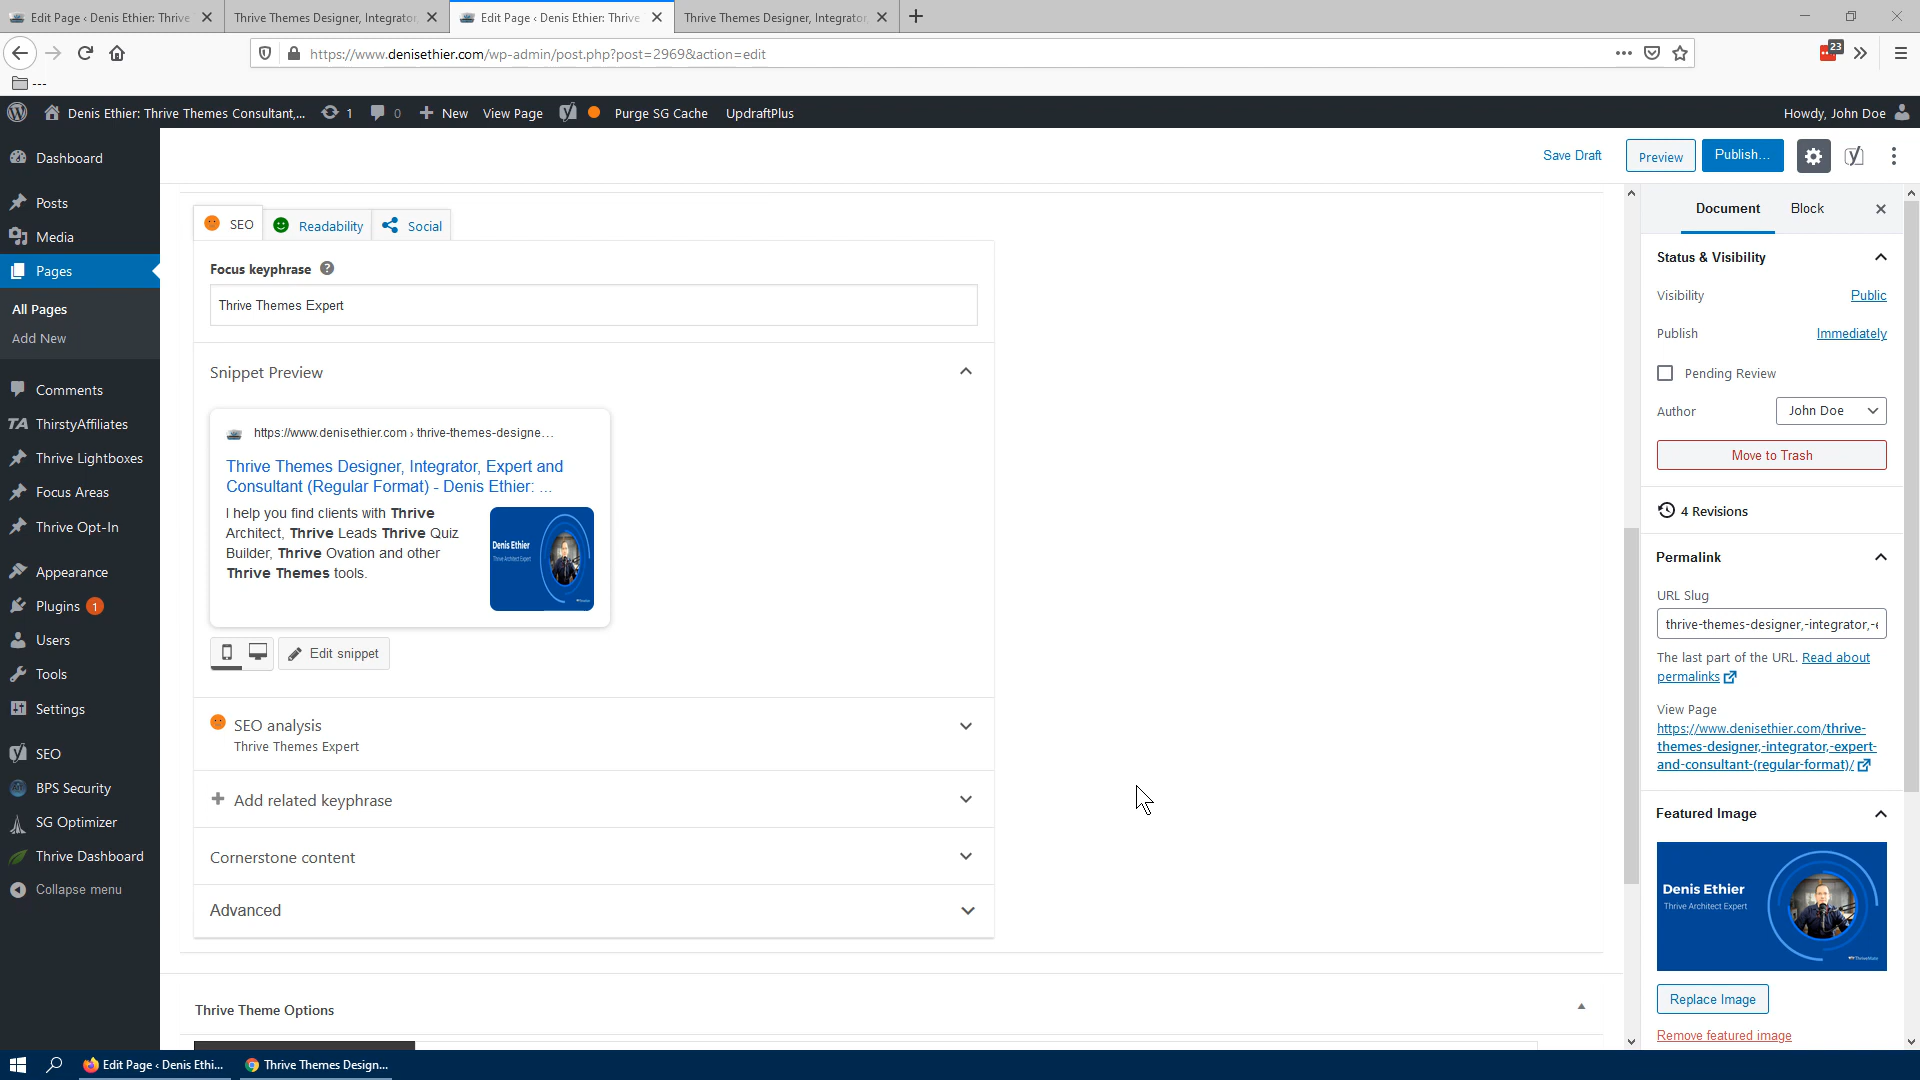 Edit Page ‹ Denis Ethier: Thrive
Thrive Themes Designer, Integrator,
Edit Page ‹ Denis Ethier: Thrive
Thrive Themes Designer, Integrator,
https://www.denisethier.com/wp-admin/post.php?post=2969&action=edit
23
---
Denis Ethier: Thrive Themes Consultant,...
1
0
New
View Page
Purge SG Cache
UpdraftPlus
Howdy, John Doe
Dashboard
Posts
Media
Pages
All Pages
Add New
Comments
TA ThirstyAffiliates
Thrive Lightboxes
Focus Areas
Thrive Opt-In
Appearance
Plugins 1
Users
Tools
Settings
SEO
BPS Security
SG Optimizer
Thrive Dashboard
Collapse menu
Save Draft
Preview
Publish...
SEO
Readability
Social
Focus keyphrase ?
Thrive Themes Expert
Snippet Preview
https://www.denisethier.com › thrive-themes-designe...
Thrive Themes Designer, Integrator, Expert and
Consultant (Regular Format) - Denis Ethier: ...
I help you find clients with Thrive
Architect, Thrive Leads Thrive Quiz
Builder, Thrive Ovation and other
Thrive Themes tools.
Denis Ethier
Thrive Architect Expert
Edit snippet
SEO analysis
Thrive Themes Expert
Add related keyphrase
Cornerstone content
Advanced
Thrive Theme Options
Document
Block
Status & Visibility
Visibility
Public
Publish
Immediately
Pending Review
Author
John Doe
Move to Trash
4 Revisions
Permalink
URL Slug
thrive-themes-designer,-integrator,-e
The last part of the URL. Read about
permalinks
View Page
https://www.denisethier.com/thrive-
themes-designer,-integrator,-expert-
and-consultant-(regular-format)/
Featured Image
Denis Ethier
Thrive Architect Expert
Replace Image
Remove featured image
Edit Page ‹ Denis Ethi...
Thrive Themes Design...